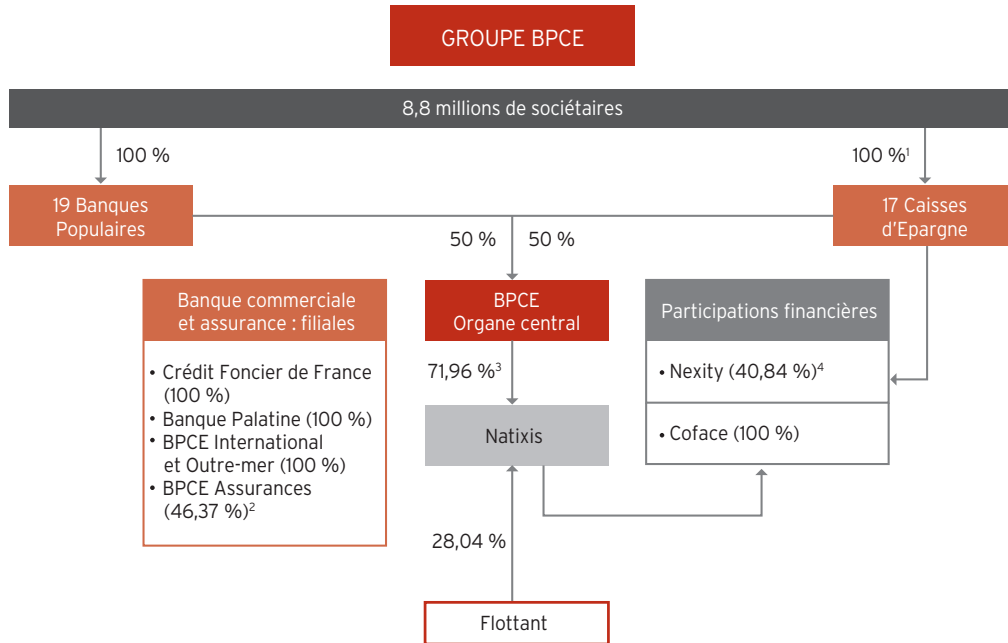 GROUPE BPCE
8,8 millions de sociétaires
100 %
100 %¹
19 Banques
Populaires
17 Caisses
d'Epargne
50 %
50 %
Banque commerciale
et assurance : filiales
• Crédit Foncier de France
(100 %)
• Banque Palatine (100 %)
• BPCE International
et Outre-mer (100 %)
• BPCE Assurances
(46,37 %)²
BPCE
Organe central
71,96 %³
Natixis
28,04 %
Flottant
Participations financières
• Nexity (40,84 %)⁴
• Coface (100 %)